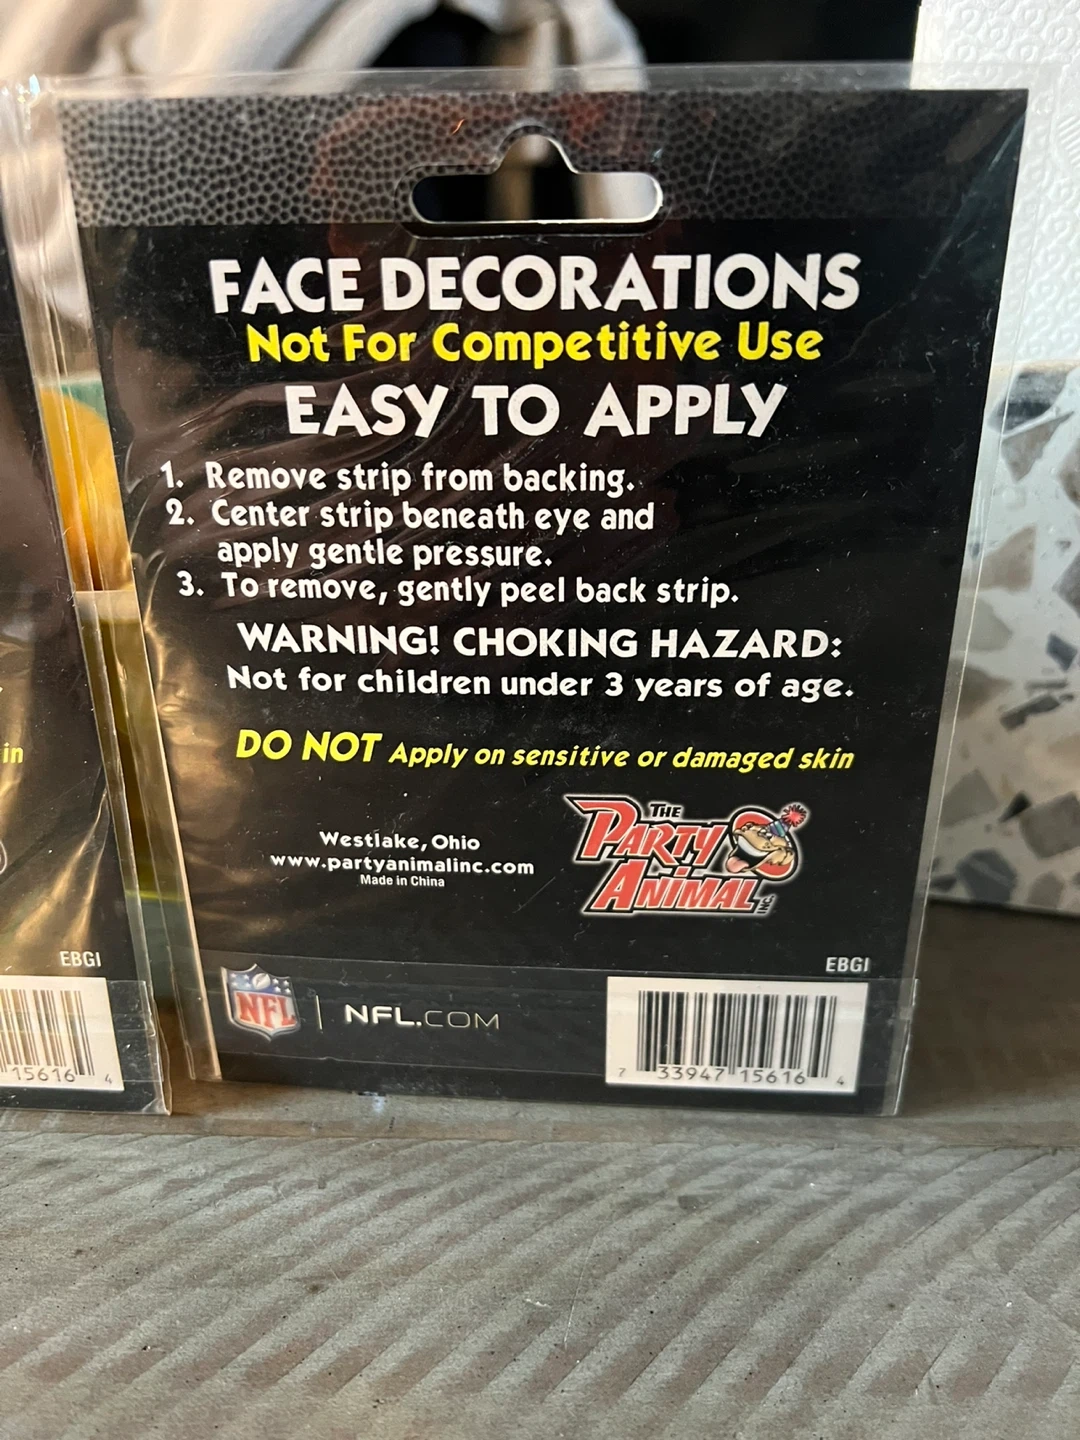 FACE DECORATIONS
Not For Competitive Use
EASY TO APPLY
1. Remove strip from backing.
2. Center strip beneath eye and
apply gentle pressure.
3. To remove, gently peel back strip.
WARNING! CHOKING HAZARD:
Not for children under 3 years of age.
DO NOT Apply on sensitive or damaged skin
Westlake, Ohio
www.partyanimalinc.com
Made in China
THE
PARTY
ANIMAL INC.
EBGI
NFL | NFL.COM
7 33947 15616 4
in
EBGI
15616 4